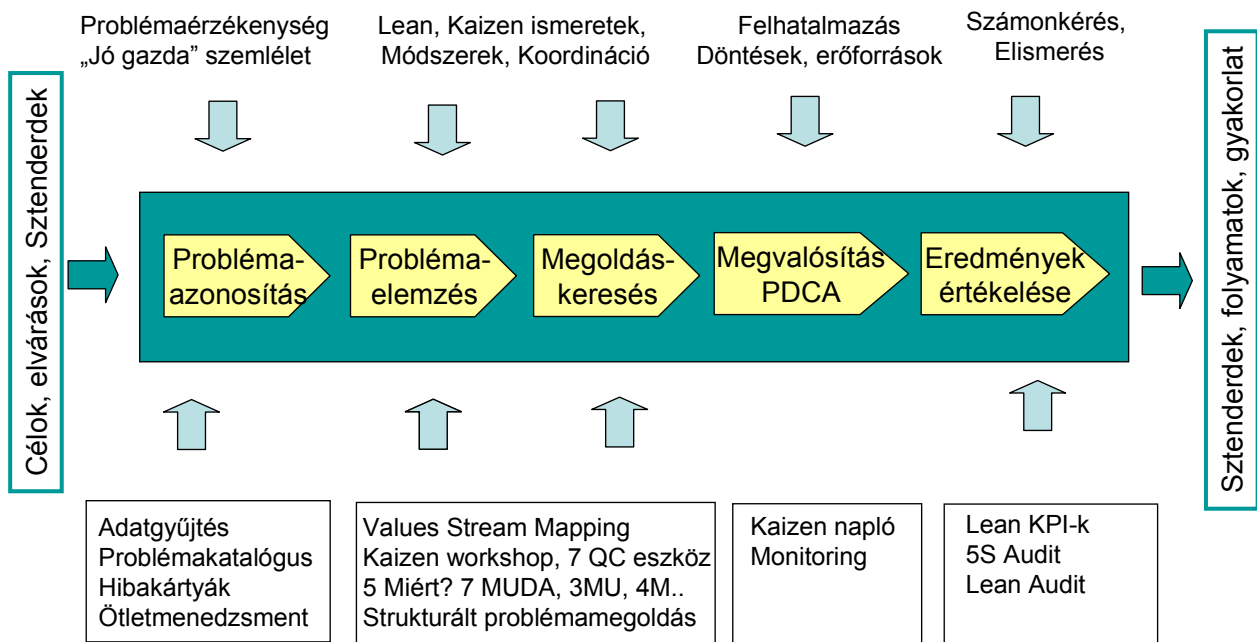 Problémaérzékenység
„Jó gazda” szemlélet
Lean, Kaizen ismeretek,
Módszerek, Koordináció
Felhatalmazás
Döntések, erőforrások
Számonkérés,
Elismerés
Célok, elvárások, Sztenderdek
Probléma-
azonosítás
Probléma-
elemzés
Megoldás-
keresés
Megvalósítás
PDCA
Eredmények
értékelése
Sztenderdek, folyamatok, gyakorlat
Adatgyűjtés
Problémakatalógus
Hibakártyák
Ötletmenedzsment
Values Stream Mapping
Kaizen workshop, 7 QC eszköz
5 Miért? 7 MUDA, 3MU, 4M..
Strukturált problémamegoldás
Kaizen napló
Monitoring
Lean KPI-k
5S Audit
Lean Audit